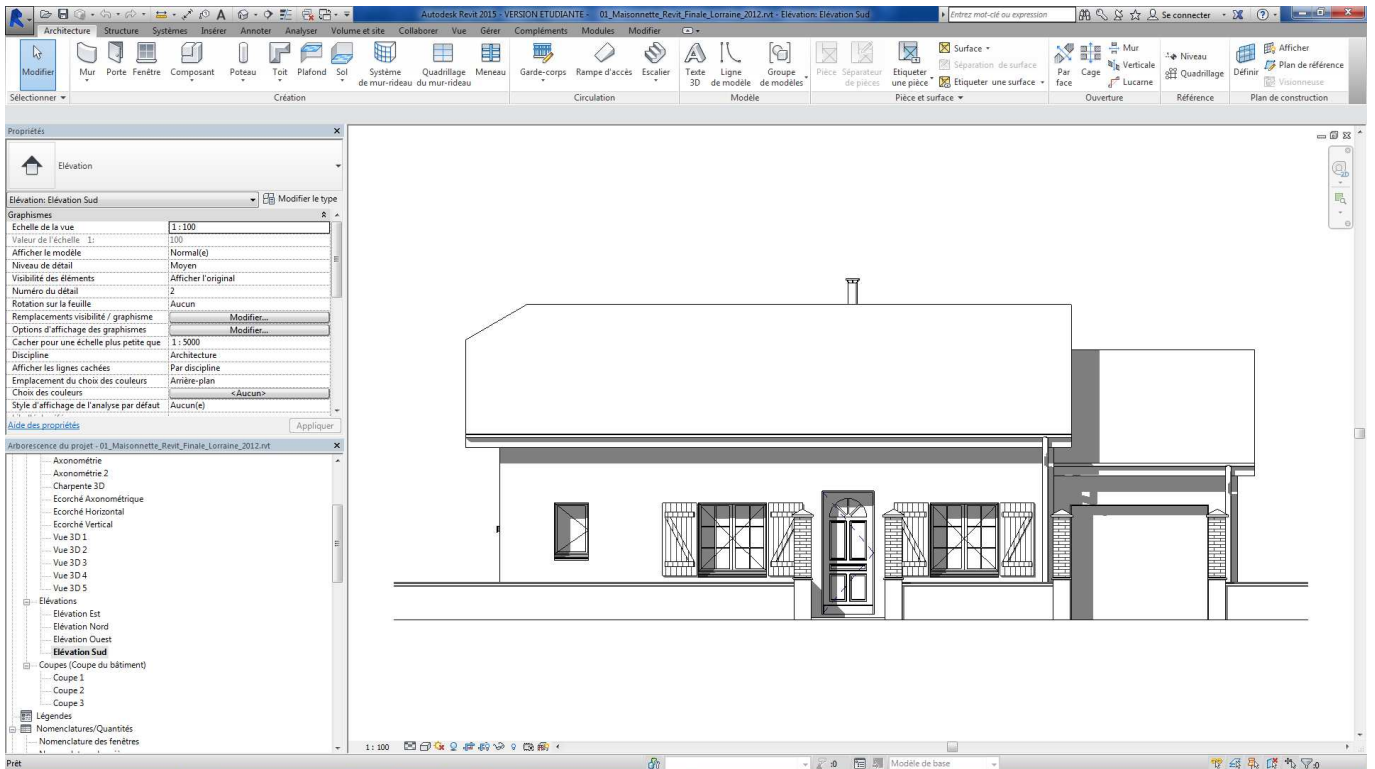 Autodesk Revit 2015 - VERSION ETUDIANTE - 01_Maisonnette_Revit_Finale_Lorraine_2012.rvt - Elévation: Elévation Sud
Entrez mot-clé ou expression
Se connecter
Architecture Structure Systèmes Insérer Annoter Analyser Volume et site Collaborer Vue Gérer Compléments Modules Modifier
Modifier
Mur Porte Fenêtre Composant Poteau Toit Plafond Sol
Système de mur-rideau
Quadrillage du mur-rideau
Meneau
Garde-corps Rampe d'accès Escalier
Texte 3D
Ligne de modèle
Groupe de modèles
Pièce
Séparateur de pièces
Etiqueter une pièce
Surface
Séparation de surface
Etiqueter une surface
Par face
Cage
Mur
Verticale
Lucarne
Niveau
Quadrillage
Définir
Afficher
Plan de référence
Visionneuse
Sélectionner
Création
Circulation
Modèle
Pièce et surface
Ouverture
Référence
Plan de construction
Propriétés
Elévation
Elévation: Elévation Sud
Modifier le type
Graphismes
Echelle de la vue 1 : 100
Valeur de l'échelle 1: 100
Afficher le modèle Normal(e)
Niveau de détail Moyen
Visibilité des éléments Afficher l'original
Numéro du détail 2
Rotation sur la feuille Aucun
Remplacements visibilité / graphisme Modifier...
Options d'affichage des graphismes Modifier...
Cacher pour une échelle plus petite que 1 : 5000
Discipline Architecture
Afficher les lignes cachées Par discipline
Emplacement du choix des couleurs Arrière-plan
Choix des couleurs <Aucun>
Style d'affichage de l'analyse par défaut Aucun(e)
Aide des propriétés
Appliquer
Arborescence du projet - 01_Maisonnette_Revit_Finale_Lorraine_2012.rvt
Axonométrie
Axonométrie 2
Charpente 3D
Ecorché Axonométrique
Ecorché Horizontal
Ecorché Vertical
Vue 3D 1
Vue 3D 2
Vue 3D 3
Vue 3D 4
Vue 3D 5
Elévations
Elévation Est
Elévation Nord
Elévation Ouest
Elévation Sud
Coupes (Coupe du bâtiment)
Coupe 1
Coupe 2
Coupe 3
Légendes
Nomenclatures/Quantités
Nomenclature des fenêtres
1 : 100
Prêt
:0
Modèle de base
:0